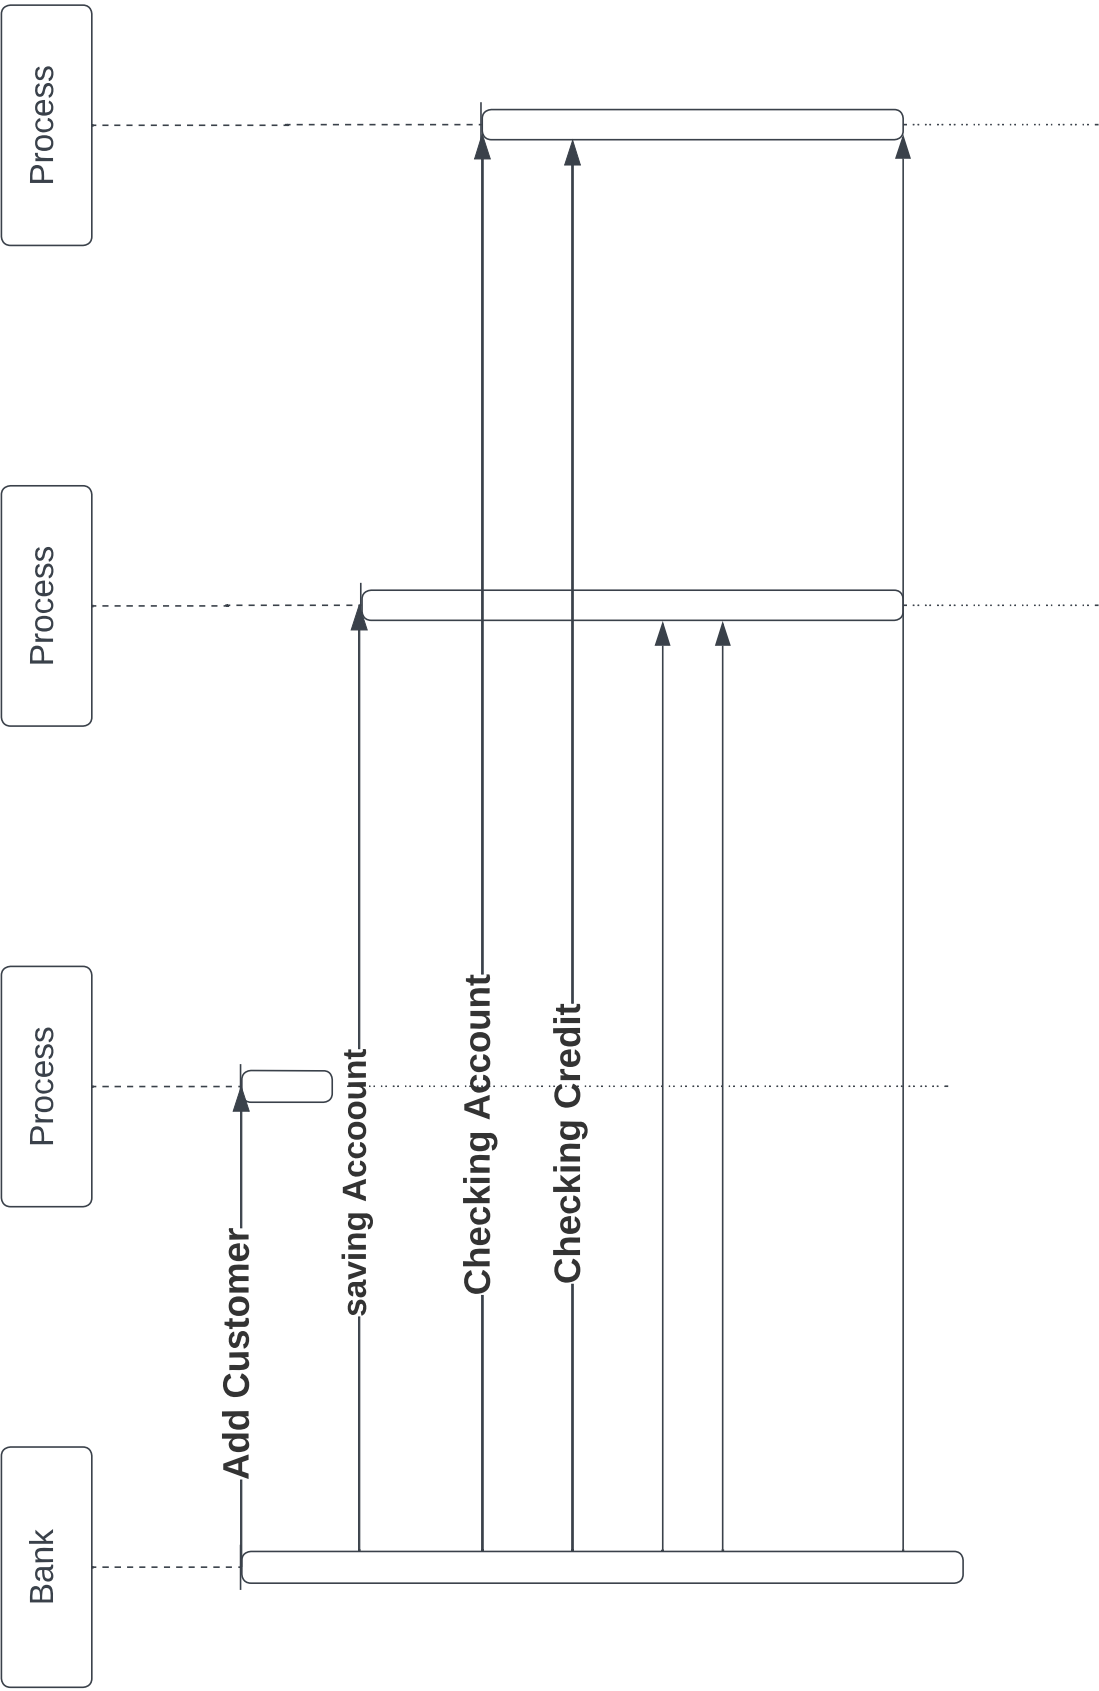 Bank
Process
Process
Process
Add Customer
saving Accoount
Checking Account
Checking Credit